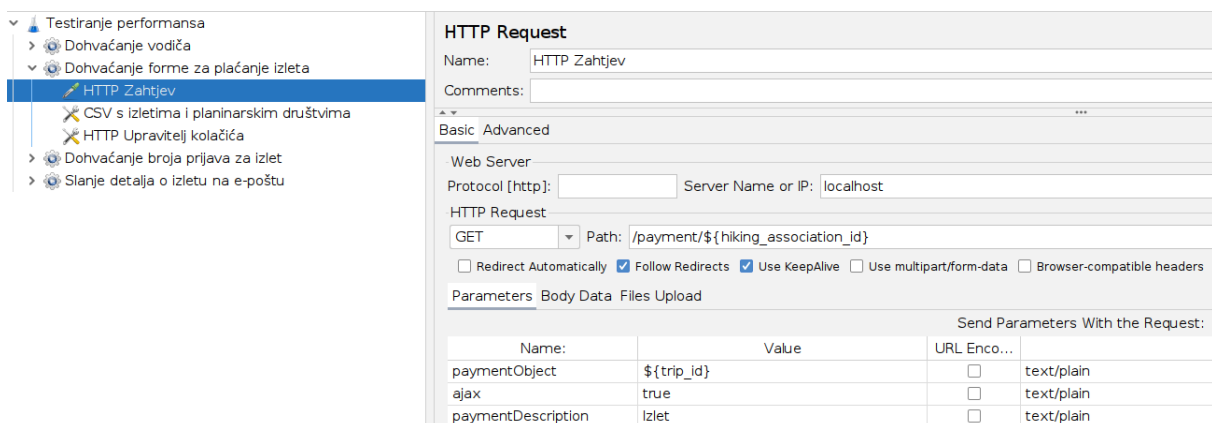 Testiranje performansa
Dohvaćanje vodiča
Dohvaćanje forme za plaćanje izleta
HTTP Zahtjev
CSV s izletima i planinarskim društvima
HTTP Upravitelj kolačića
Dohvaćanje broja prijava za izlet
Slanje detalja o izletu na e-poštu
HTTP Request
Name: HTTP Zahtjev
Comments:
Basic Advanced
Web Server
Protocol [http]: Server Name or IP: localhost
HTTP Request
GET Path: /payment/${hiking_association_id}
Redirect Automatically Follow Redirects Use KeepAlive Use multipart/form-data Browser-compatible headers
Parameters Body Data Files Upload
Send Parameters With the Request:
Name: Value URL Enco...
paymentObject ${trip_id} text/plain
ajax true text/plain
paymentDescription Izlet text/plain